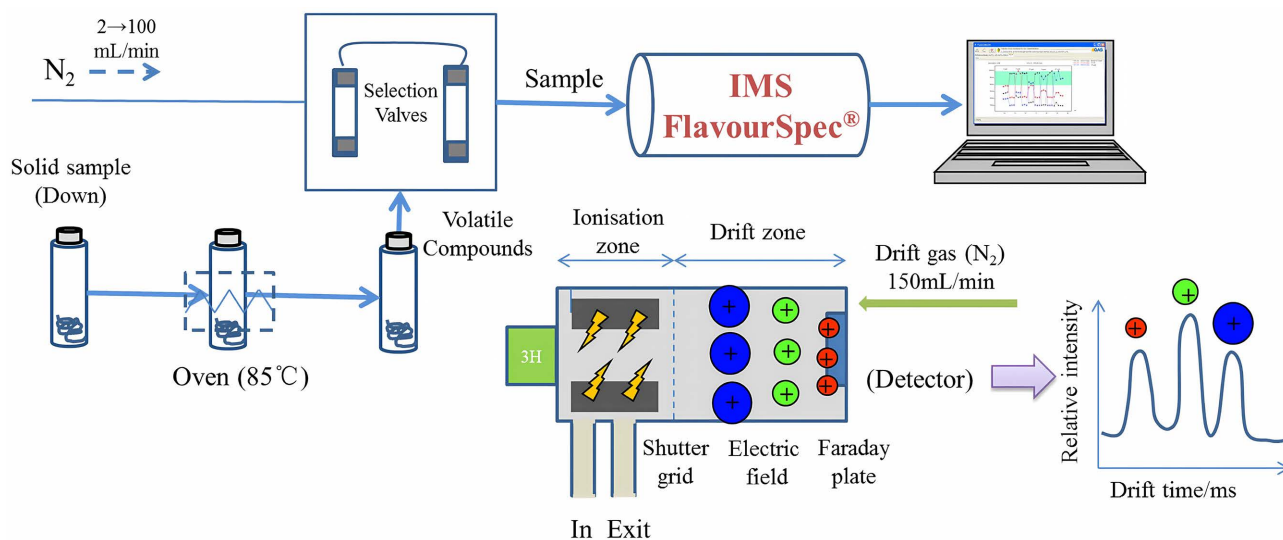 2→100
mL/min
N₂
Selection
Valves
Sample
IMS
FlavourSpec®
Solid sample
(Down)
Volatile
Compounds
Oven (85℃)
Ionisation
zone
Drift zone
Drift gas (N₂)
150mL/min
3H
+
+
+
+
+
+
+
+
+
(Detector)
Shutter
grid
Electric
field
Faraday
plate
In Exit
+
+
+
Relative intensity
Drift time/ms